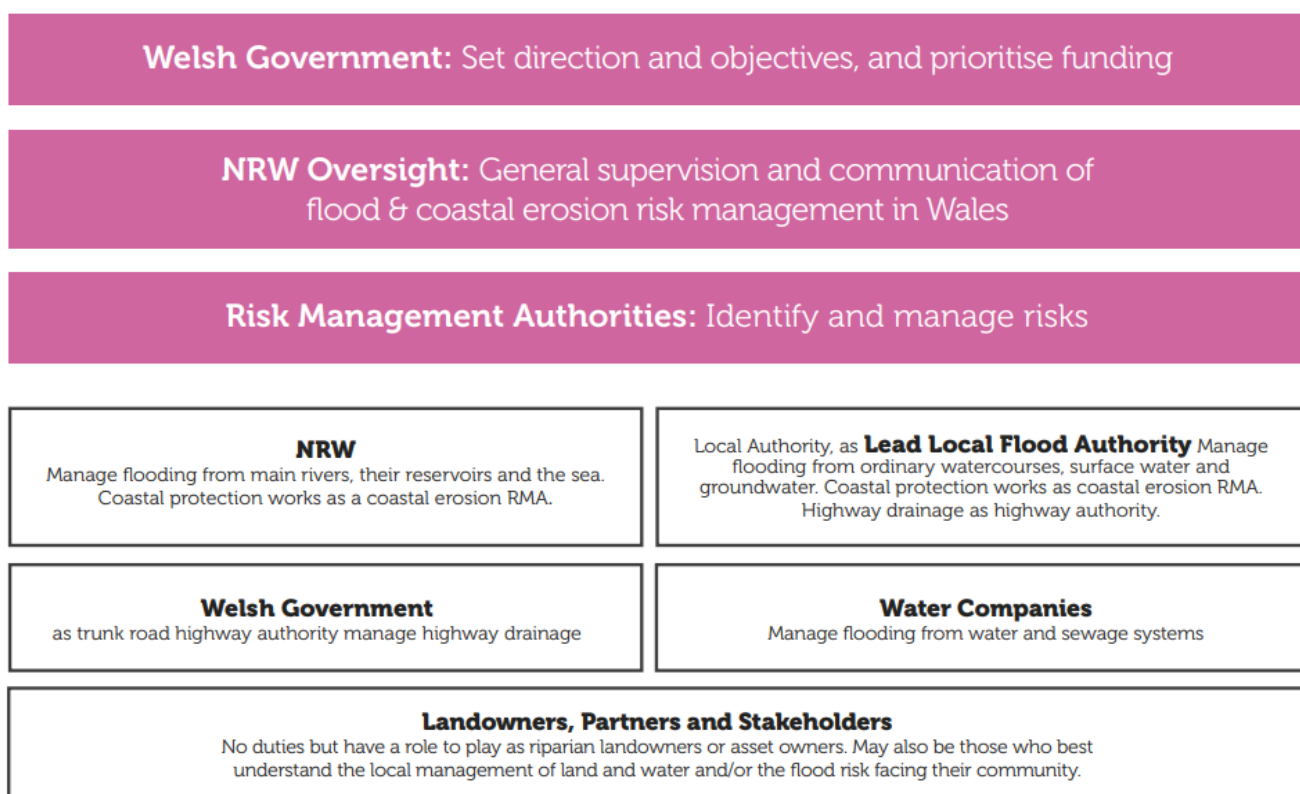 Welsh Government: Set direction and objectives, and prioritise funding
NRW Oversight: General supervision and communication of
flood & coastal erosion risk management in Wales
Risk Management Authorities: Identify and manage risks
NRW
Manage flooding from main rivers, their reservoirs and the sea.
Coastal protection works as a coastal erosion RMA.
Local Authority, as Lead Local Flood Authority Manage
flooding from ordinary watercourses, surface water and
groundwater. Coastal protection works as coastal erosion RMA.
Highway drainage as highway authority.
Welsh Government
as trunk road highway authority manage highway drainage
Water Companies
Manage flooding from water and sewage systems
Landowners, Partners and Stakeholders
No duties but have a role to play as riparian landowners or asset owners. May also be those who best
understand the local management of land and water and/or the flood risk facing their community.